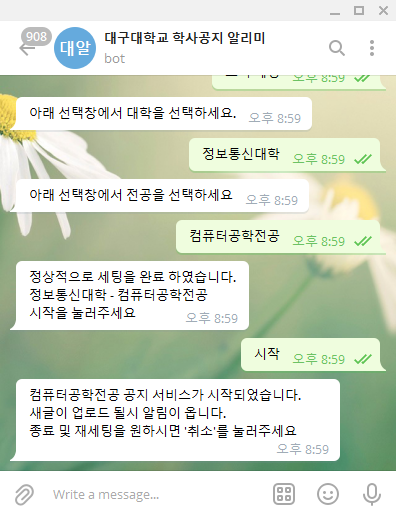 908
대알
대구대학교 학사공지 알리미
bot
아래 선택창에서 대학을 선택하세요. 오후 8:59
정보통신대학 오후 8:59
아래 선택창에서 전공을 선택하세요 오후 8:59
컴퓨터공학전공 오후 8:59
정상적으로 세팅을 완료 하였습니다.
정보통신대학 - 컴퓨터공학전공
시작을 눌러주세요 오후 8:59
시작 오후 8:59
컴퓨터공학전공 공지 서비스가 시작되었습니다.
새글이 업로드 될시 알림이 옵니다.
종료 및 재세팅을 원하시면 '취소'를 눌러주세요
오후 8:59
Write a message...